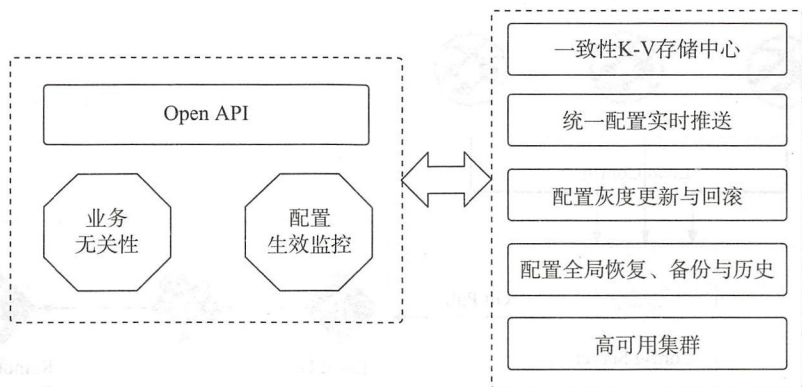 Open API
业务
无关性
配置
生效监控
一致性K-V存储中心
统一配置实时推送
配置灰度更新与回滚
配置全局恢复、备份与历史
高可用集群